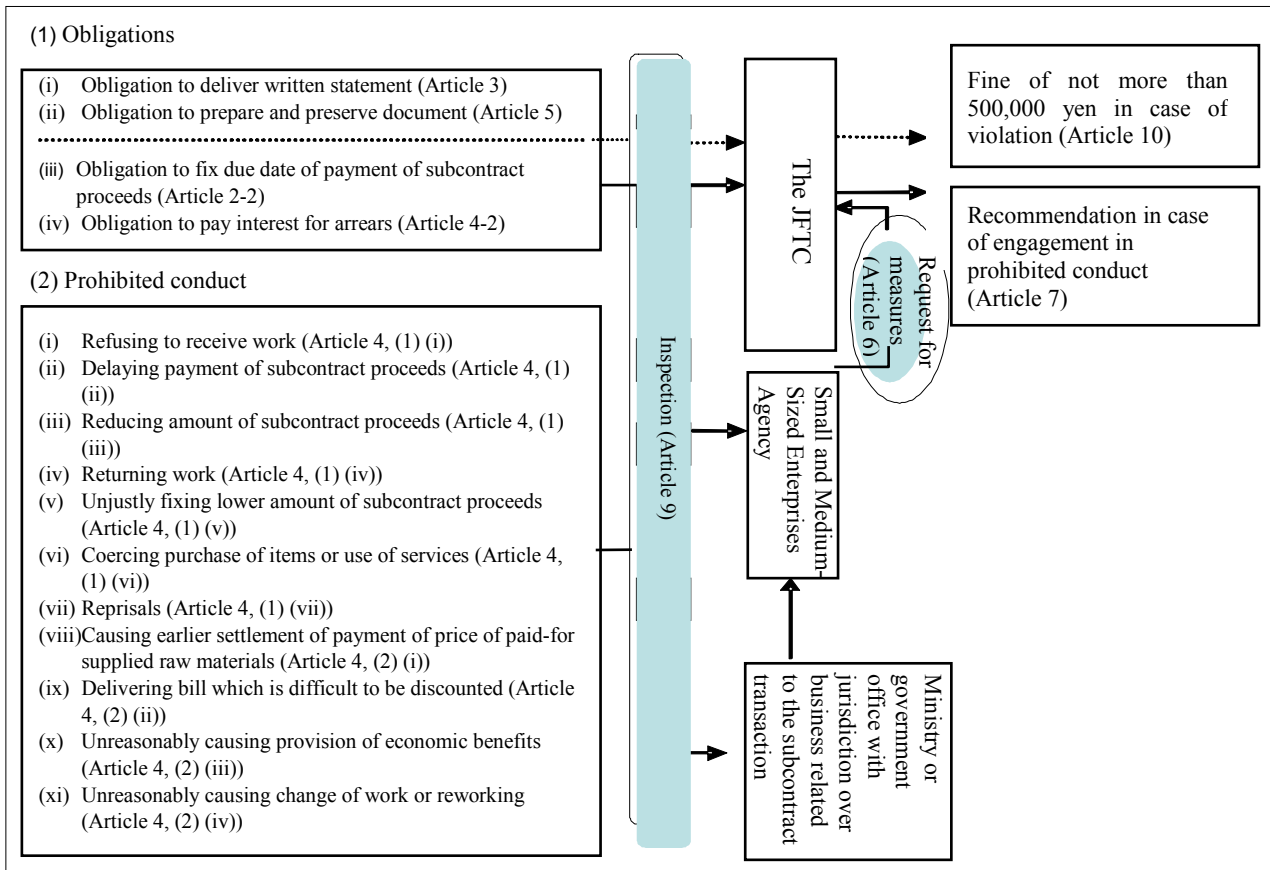 (1) Obligations
(i) Obligation to deliver written statement (Article 3)
(ii) Obligation to prepare and preserve document (Article 5)
(iii) Obligation to fix due date of payment of subcontract
proceeds (Article 2-2)
(iv) Obligation to pay interest for arrears (Article 4-2)
(2) Prohibited conduct
(i) Refusing to receive work (Article 4, (1) (i))
(ii) Delaying payment of subcontract proceeds (Article 4, (1)
(ii))
(iii) Reducing amount of subcontract proceeds (Article 4, (1)
(iii))
(iv) Returning work (Article 4, (1) (iv))
(v) Unjustly fixing lower amount of subcontract proceeds
(Article 4, (1) (v))
(vi) Coercing purchase of items or use of services (Article 4,
(1) (vi))
(vii) Reprisals (Article 4, (1) (vii))
(viii)Causing earlier settlement of payment of price of paid-for
supplied raw materials (Article 4, (2) (i))
(ix) Delivering bill which is difficult to be discounted (Article
4, (2) (ii))
(x) Unreasonably causing provision of economic benefits
(Article 4, (2) (iii))
(xi) Unreasonably causing change of work or reworking
(Article 4, (2) (iv))
Inspection (Article 9)
The JFTC
Small and Medium-
Sized Enterprises
Agency
Ministry or
government
office with
jurisdiction over
business related
to the subcontract
transaction
Request for
measures
(Article 6)
Fine of not more than
500,000 yen in case of
violation (Article 10)
Recommendation in case
of engagement in
prohibited conduct
(Article 7)